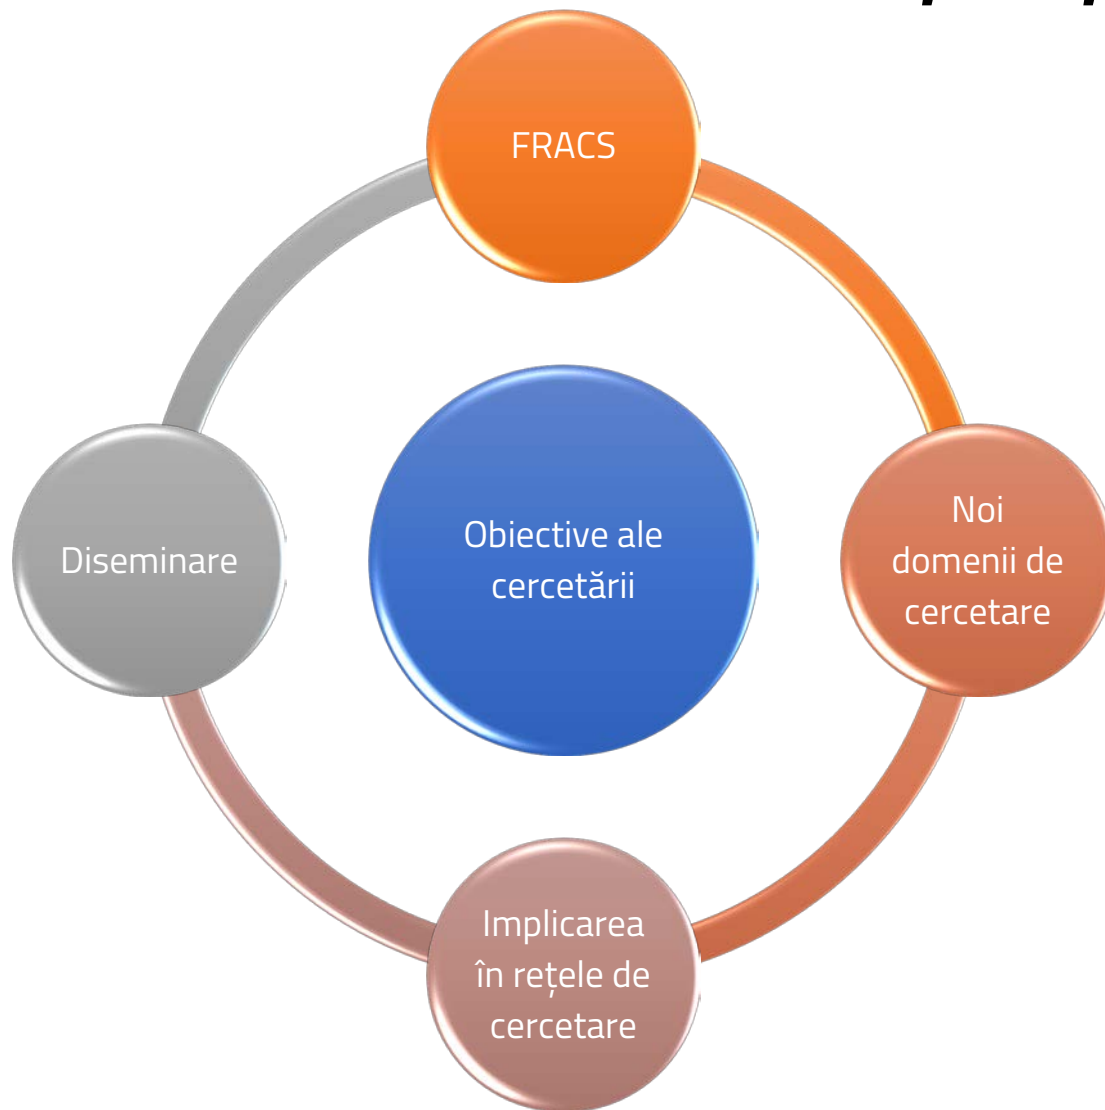 FRACS
Noi
domenii de
cercetare
Implicarea
în rețele de
cercetare
Diseminare
Obiective ale
cercetării